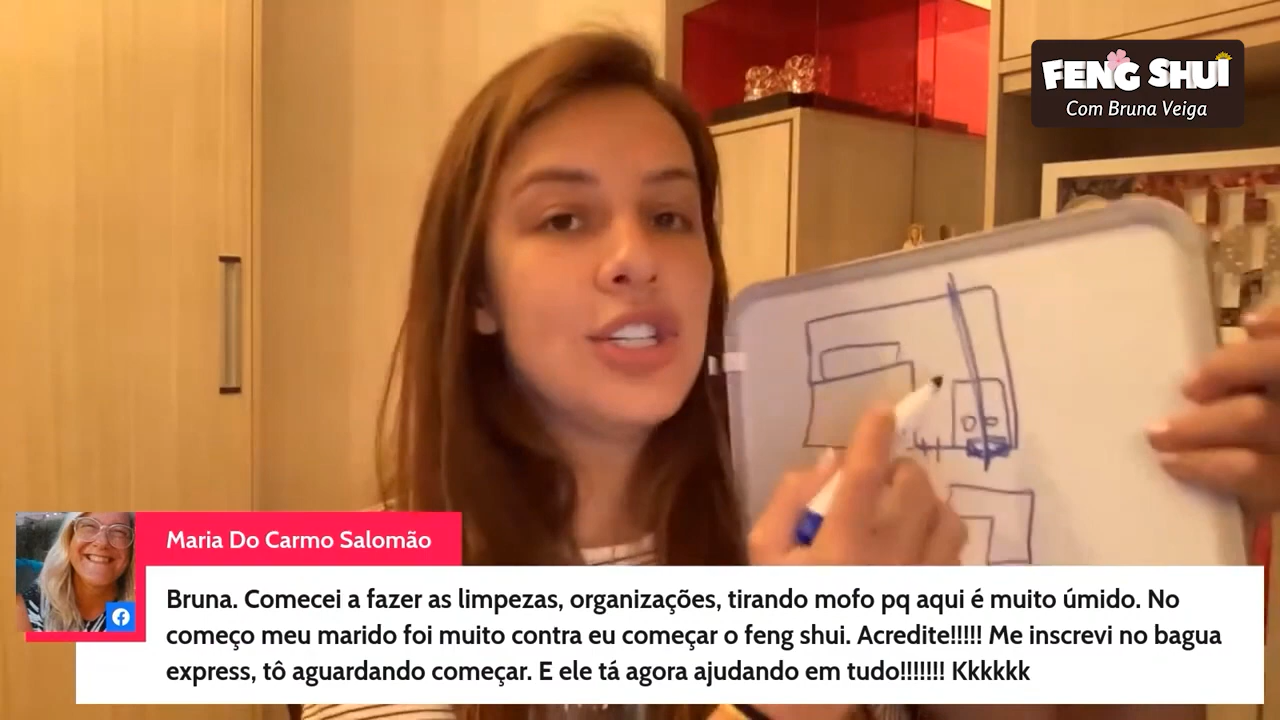 FENG SHUI
Com Bruna Veiga
Maria Do Carmo Salomão
Bruna. Comecei a fazer as limpezas, organizações, tirando mofo pq aqui é muito úmido. No
começo meu marido foi muito contra eu começar o feng shui. Acredite!!!!! Me inscrevi no bagua
express, tô aguardando começar. E ele tá agora ajudando em tudo!!!!!!! Kkkkkk